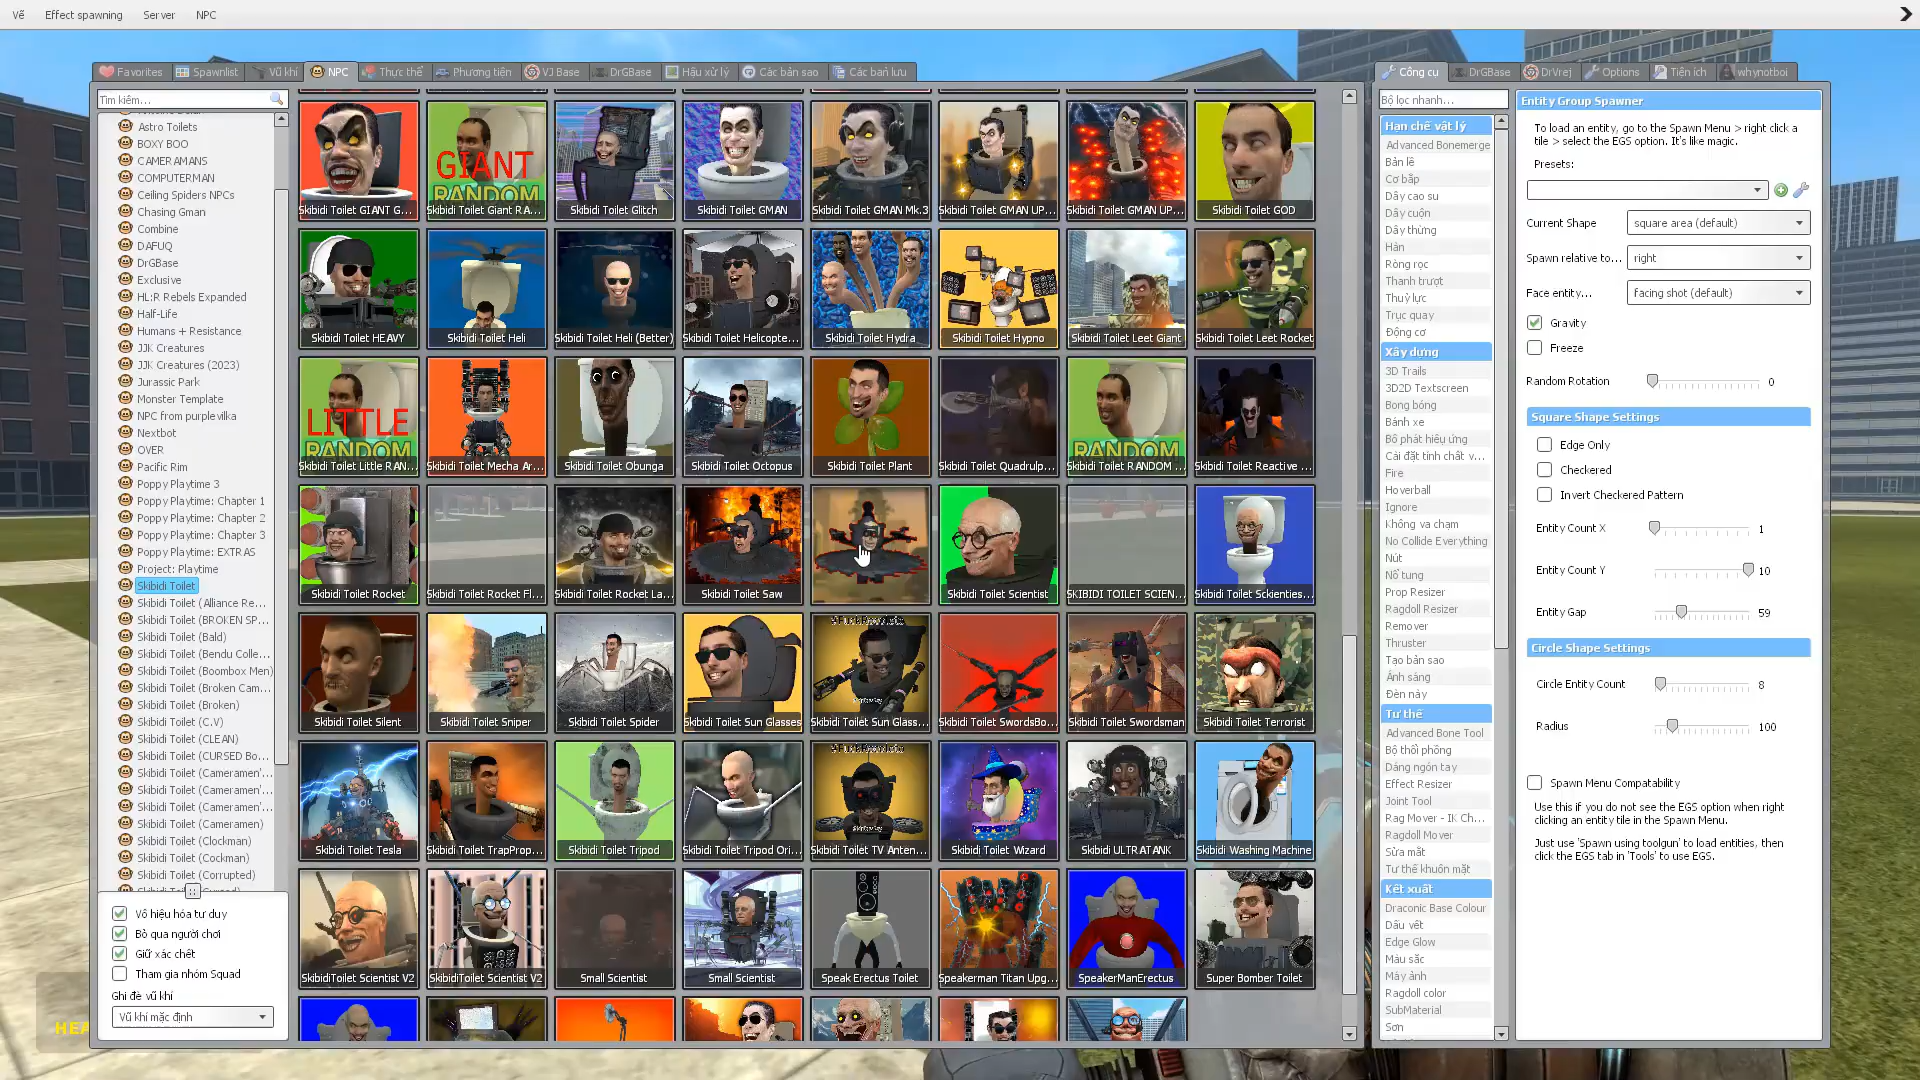 Vẽ Effect spawning Server NPC
Favorites Spawnlist Vũ khí NPC Thực thể Phương tiện VJ Base DrGBase Hậu xử lý Các bản sao Các bản lưu
Công cụ DrGBase DrVrej Options Tiện ích whynotboi
Tìm kiếm...
Astro Toilets
BOXY BOO
CAMERAMANS
COMPUTERMAN
Ceiling Spiders NPCs
Chasing Gman
Combine
DAFUQ
DrGBase
Exclusive
HL:R Rebels Expanded
Half-Life
Humans + Resistance
JJK Creatures
JJK Creatures (2023)
Jurassic Park
Monster Template
NPC from purplevilka
Nextbot
OVER
Pacific Rim
Poppy Playtime 3
Poppy Playtime: Chapter 1
Poppy Playtime: Chapter 2
Poppy Playtime: Chapter 3
Poppy Playtime: EXTRAS
Project: Playtime
Skibidi Toilet
Skibidi Toilet (Alliance Re...
Skibidi Toilet (BROKEN SP...
Skibidi Toilet (Bald)
Skibidi Toilet (Bendu Colle...
Skibidi Toilet (Boombox Men)
Skibidi Toilet (Broken Cam...
Skibidi Toilet (Broken)
Skibidi Toilet (C.V)
Skibidi Toilet (CLEAN)
Skibidi Toilet (CURSED Bo...
Skibidi Toilet (Cameramen'...
Skibidi Toilet (Cameramen'...
Skibidi Toilet (Cameramen'...
Skibidi Toilet (Cameramen)
Skibidi Toilet (Clockman)
Skibidi Toilet (Cockman)
Skibidi Toilet (Corrupted)
Vô hiệu hóa tư duy
Bỏ qua người chơi
Giữ xác chết
Tham gia nhóm Squad
Ghi đè vũ khí
Vũ khí mặc định
HEA
GIANT
RANDOM
Skibidi Toilet GIANT G... Skibidi Toilet Giant RA... Skibidi Toilet Glitch Skibidi Toilet GMAN Skibidi Toilet GMAN Mk.3 Skibidi Toilet GMAN UP... Skibidi Toilet GMAN UP... Skibidi Toilet GOD
Skibidi Toilet HEAVY Skibidi Toilet Heli Skibidi Toilet Heli (Better) Skibidi Toilet Helicopte... Skibidi Toilet Hydra Skibidi Toilet Hypno Skibidi Toilet Leet Giant Skibidi Toilet Leet Rocket
LITTLE
RANDOM RANDOM
Skibidi Toilet Little RAN... Skibidi Toilet Mecha Ar... Skibidi Toilet Obunga Skibidi Toilet Octopus Skibidi Toilet Plant Skibidi Toilet Quadrulp... Skibidi Toilet RANDOM ... Skibidi Toilet Reactive ...
Skibidi Toilet Rocket Skibidi Toilet Rocket Fl... Skibidi Toilet Rocket La... Skibidi Toilet Saw Skibidi Toilet Scientist SKIBIDI TOILET SCIEN... Skibidi Toilet Sckienties...
Skibidi Toilet Silent Skibidi Toilet Sniper Skibidi Toilet Spider Skibidi Toilet Sun Glasses Skibidi Toilet Sun Glass... Skibidi Toilet SwordsBo... Skibidi Toilet Swordsman Skibidi Toilet Terrorist
Skibidi Toilet Tesla Skibidi Toilet TrapProp... Skibidi Toilet Tripod Skibidi Toilet Tripod Ori... Skibidi Toilet TV Anten... Skibidi Toilet Wizard Skibidi ULTRATANK Skibidi Washing Machine
SkibidiToilet Scientist V2 SkibidiToilet Scientist V2 Small Scientist Small Scientist Speak Erectus Toilet Speakerman Titan Upg... SpeakerManErectus Super Bomber Toilet
Bộ lọc nhanh...
Hạn chế vật lý
Advanced Bonemerge
Bản lề
Cơ bắp
Dây cao su
Dây cuộn
Dây thừng
Hàn
Ròng rọc
Thanh trượt
Thuỷ lực
Trục quay
Động cơ
Xây dựng
3D Trails
3D2D Textscreen
Bong bóng
Bánh xe
Bộ phát hiệu ứng
Cài đặt tính chất v...
Fire
Hoverball
Ignore
Không va chạm
No Collide Everything
Nút
Nổ tung
Prop Resizer
Ragdoll Resizer
Remover
Thruster
Tạo bản sao
Ánh sáng
Đèn này
Tư thế
Advanced Bone Tool
Bộ thổi phồng
Dáng ngón tay
Effect Resizer
Joint Tool
Rag Mover - IK Ch...
Ragdoll Mover
Sửa mắt
Tư thế khuôn mặt
Kết xuất
Draconic Base Colour
Dấu vết
Edge Glow
Màu sắc
Máy ảnh
Ragdoll color
SubMaterial
Sơn
Entity Group Spawner
To load an entity, go to the Spawn Menu > right click a
tile > select the EGS option. It's like magic.
Presets:
Current Shape square area (default)
Spawn relative to... right
Face entity... facing shot (default)
Gravity
Freeze
Random Rotation 0
Square Shape Settings
Edge Only
Checkered
Invert Checkered Pattern
Entity Count X 1
Entity Count Y 10
Entity Gap 59
Circle Shape Settings
Circle Entity Count 8
Radius 100
Spawn Menu Compatability
Use this if you do not see the EGS option when right
clicking an entity tile in the Spawn Menu.
Just use 'Spawn using toolgun' to load entities, then
click the EGS tab in 'Tools' to use EGS.